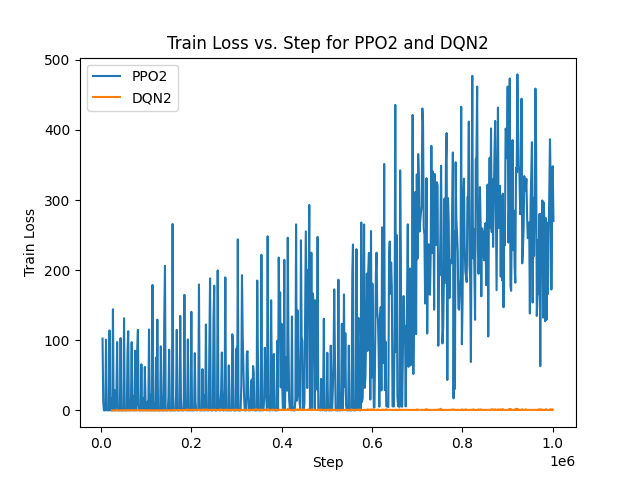 Train Loss vs. Step for PPO2 and DQN2
PPO2
DQN2
Train Loss
500
400
300
200
100
0
0.0 0.2 0.4 0.6 0.8 1.0
1e6
Step